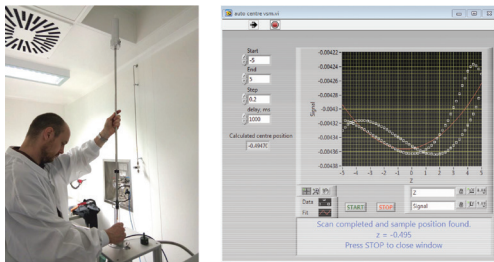 auto centre vsm.vi
Start
-5
End
5
Step
0.2
delay, ms
1000
Calculated centre position
-0.49470
Signal
-0.00422
-0.00424
-0.00426
-0.00428
-0.0043
-0.00432
-0.00434
-0.00436
-0.00438
-5 -4 -3 -2 -1 0 1 2 3 4 5
Z
Data
Fit
START
STOP
Z
Signal
Scan completed and sample position found.
z = -0.495
Press STOP to close window